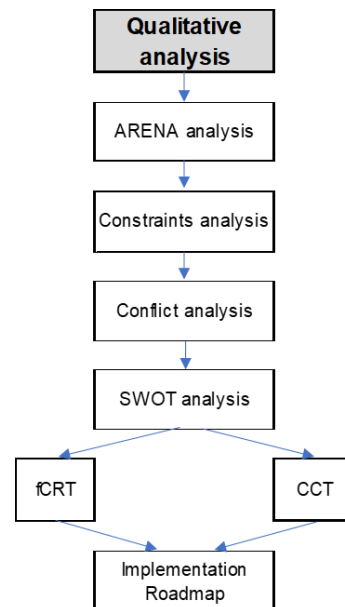 Qualitative
analysis
ARENA analysis
Constraints analysis
Conflict analysis
SWOT analysis
fCRT
CCT
Implementation
Roadmap